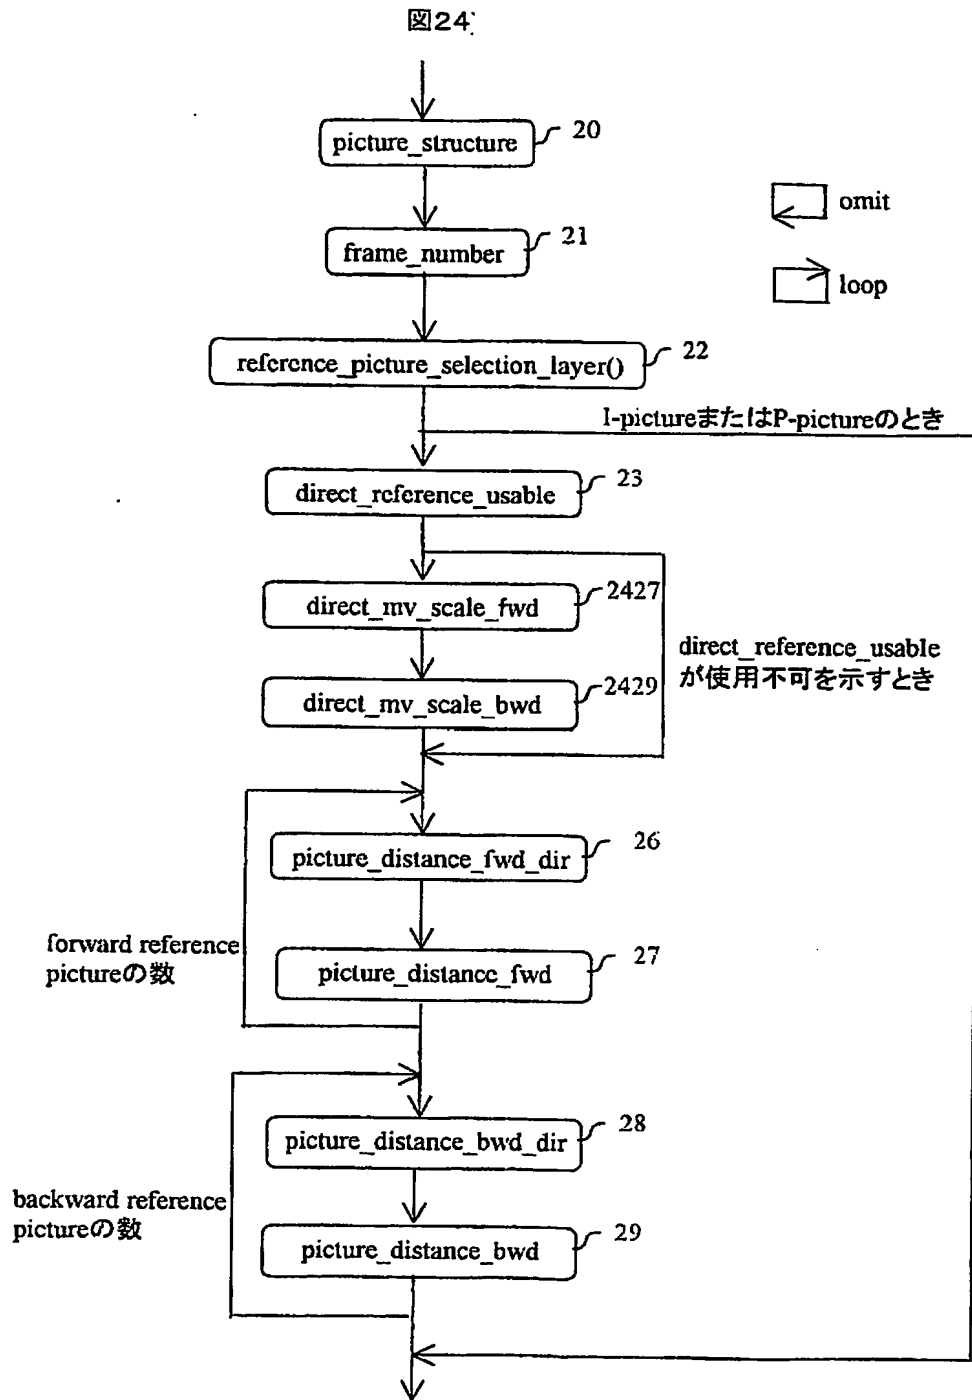 図24
picture_structure
20
frame_number
21
omit
loop
reference_picture_selection_layer()
22
I-pictureまたはP-pictureのとき
direct_reference_usable
23
direct_mv_scale_fwd
2427
direct_reference_usable
が使用不可を示すとき
direct_mv_scale_bwd
2429
picture_distance_fwd_dir
26
forward reference
pictureの数
picture_distance_fwd
27
picture_distance_bwd_dir
28
backward reference
pictureの数
picture_distance_bwd
29